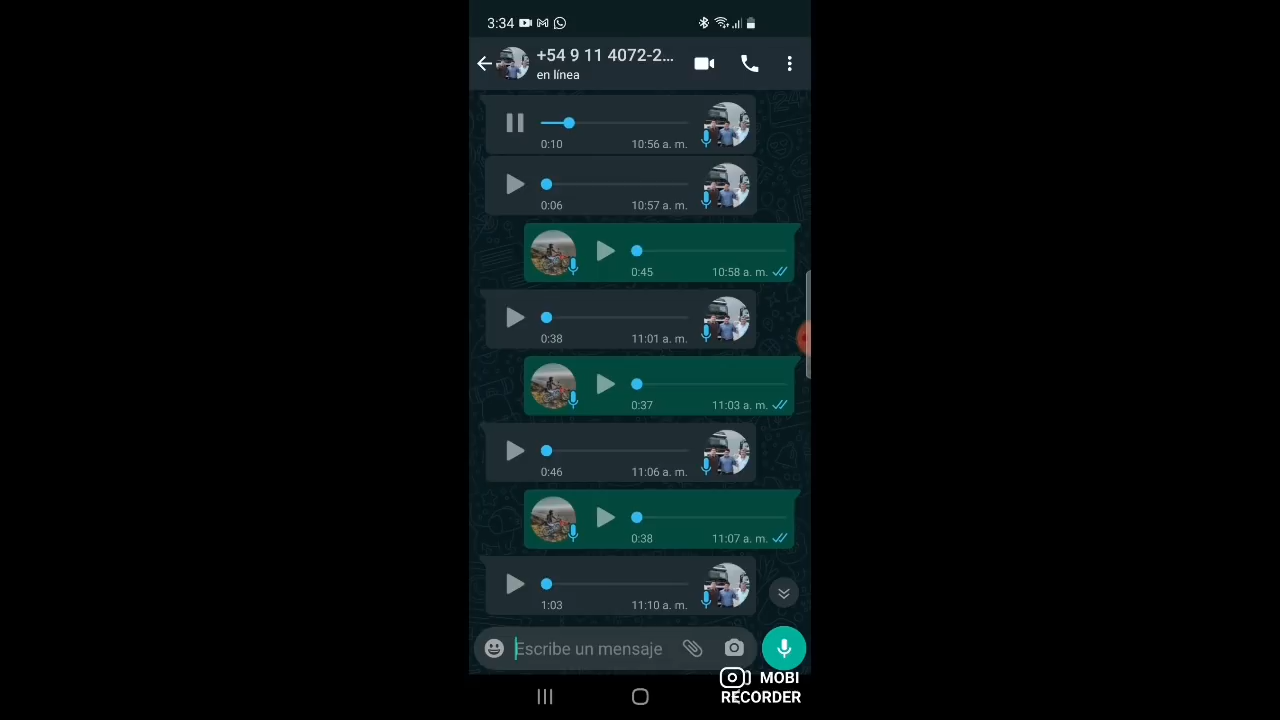 3:34
+54 9 11 4072-2...
en línea
0:10 10:56 a. m.
0:06 10:57 a. m.
0:45 10:58 a. m.
0:38 11:01 a. m.
0:37 11:03 a. m.
0:46 11:06 a. m.
0:38 11:07 a. m.
1:03 11:10 a. m.
Escribe un mensaje
MOBI
RECORDER